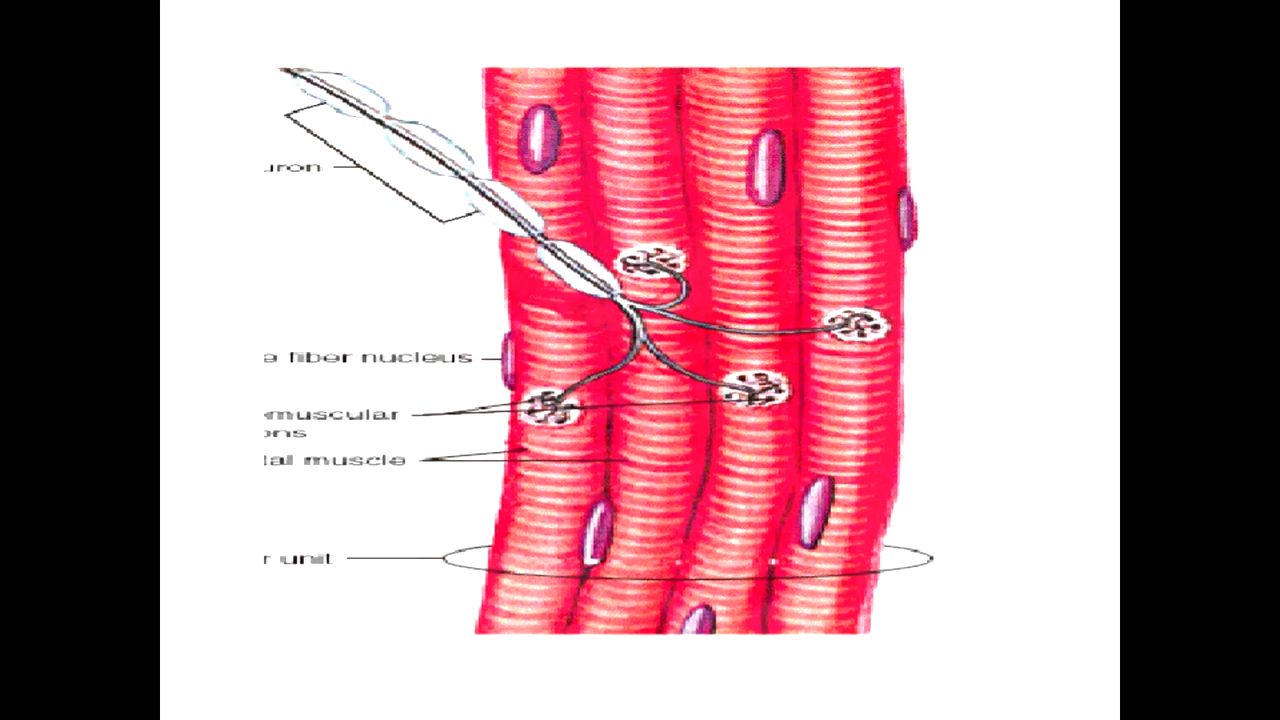 uron
e fiber nucleus
muscular
ons
tal muscle
r unit